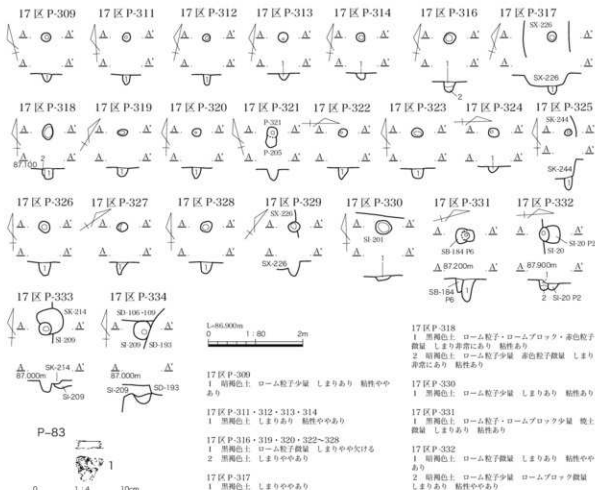 17区P-309 17区P-311 17区P-312 17区P-313 17区P-314 17区P-316 17区P-317
SX-226
A A' A A' A A' A A' A A' A A' A A'
A A' A A' A A' A A' A A' A A' A A'
SX-226
1 1 1 1 1 1 1
2
17区P-318 17区P-319 17区P-320 17区P-321 17区P-322 17区P-323 17区P-324 17区P-325
P-321
P-205
SK-244
87.100
SK-244
17区P-326 17区P-327 17区P-328 17区P-329 17区P-330 17区P-331 17区P-332
SX-226
SI-201
SB-184 P6
SI-20
SI-20 P2
SX-226
87.200m
87.900m
SB-184
P6
2 SI-20 P2
17区P-333 17区P-334
SK-214
SI-209
SD-106・109
SI-209 SD-193
87.000m
87.000m
SK-214
SI-209
SI-209
SD-193
L=86.900m
0 1:80 2m
P-83
1
0 1:4 10cm
17区P-309
1 暗褐色土 ローム粒子少量 しまりあり 粘性やや
あり
17区P-311・312・313・314
1 黒褐色土 しまりあり 粘性ややあり
17区P-316・319・320・322～328
1 黒褐色土 ローム粒子微量 しまりやや欠ける
2 黒褐色土 しまりややあり
17区P-317
1 黒褐色土 しまりややあり
17区P-318
1 黒褐色土 ローム粒子・ロームブロック・赤色粒子
微量 しまり非常にあり 粘性あり
2 暗褐色土 ローム粒子少量 赤色粒子微量 しまり
非常にあり 粘性あり
17区P-330
1 黒褐色土 ローム粒子少量 しまりあり 粘性あり
17区P-331
1 黒褐色土 ローム粒子・ロームブロック少量 焼土
微量 しまりあり 粘性あり
17区P-332
1 暗褐色土 ローム粒子微量 しまりあり 粘性やや
あり
2 暗褐色土 ローム粒子少量 ロームブロック微量
しまりあり 粘性ややあり